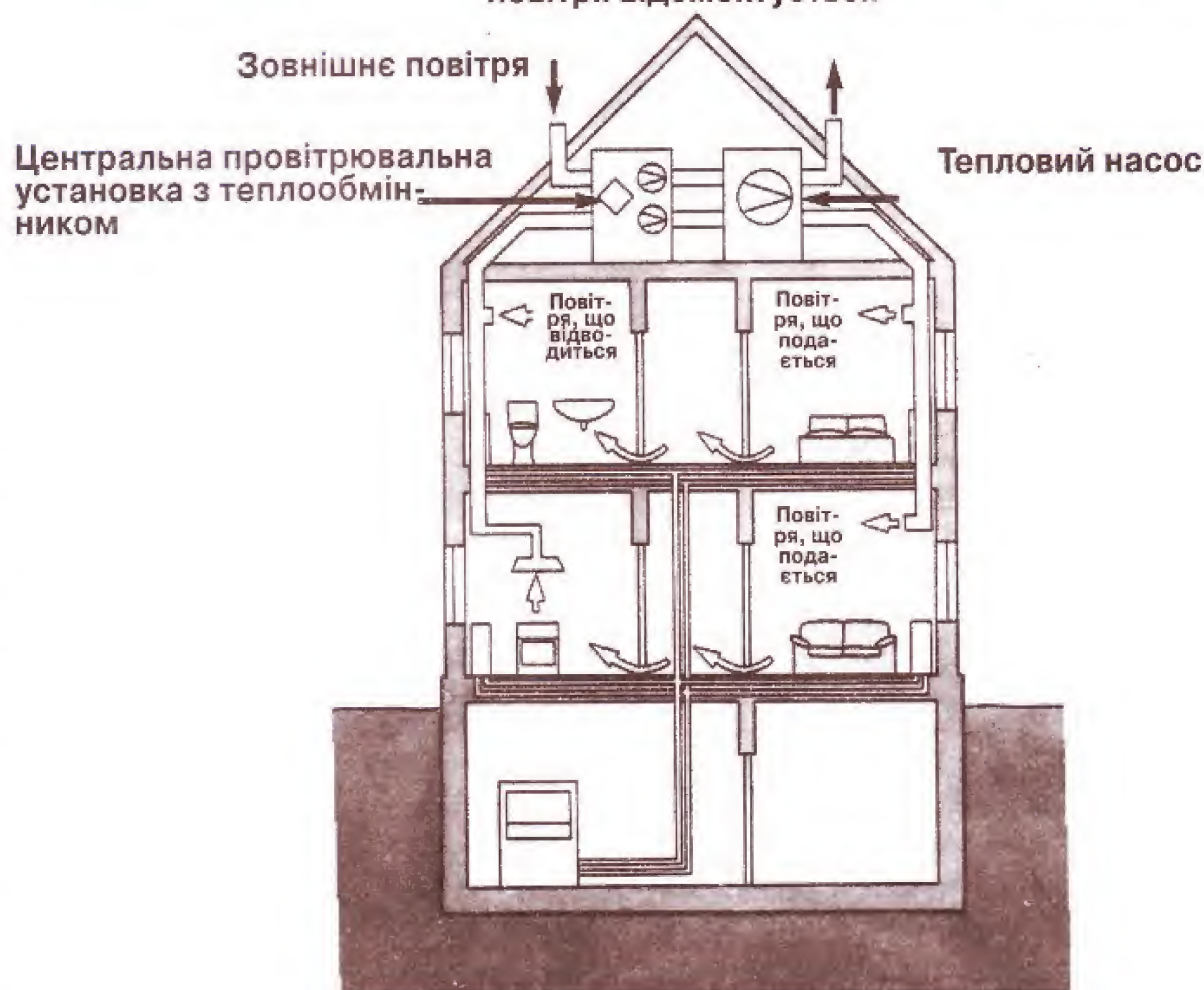 Зовнішнє повітря
Центральна провітрювальна
установка з теплообмін-
ником
Тепловий насос
Повіт-
ря, що
відво-
диться
Повіт-
ря, що
пода-
ється
Повіт-
ря, що
пода-
ється